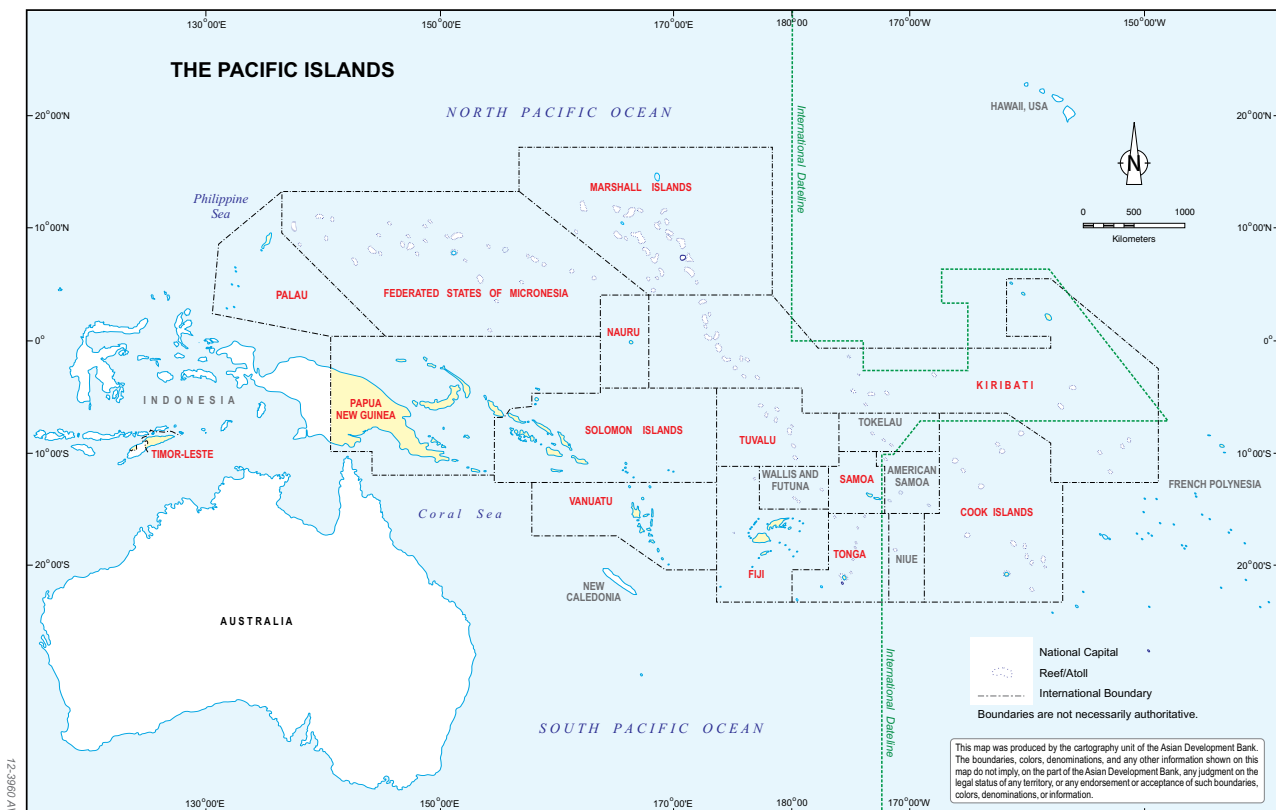 130°00'E
150°00'E
170°00'E
180°00'
170°00'W
150°00'W
THE PACIFIC ISLANDS
NORTH PACIFIC OCEAN
International Dateline
HAWAII, USA
20°00'N
20°00'N
N
Philippine
Sea
MARSHALL ISLANDS
0 500 1000
Kilometers
10°00'N
10°00'N
PALAU
FEDERATED STATES OF MICRONESIA
NAURU
0°
0°
KIRIBATI
INDONESIA
PAPUA
NEW GUINEA
SOLOMON ISLANDS
TUVALU
TOKELAU
TIMOR-LESTE
10°00'S
10°00'S
WALLIS AND
FUTUNA
SAMOA
AMERICAN
SAMOA
FRENCH POLYNESIA
VANUATU
Coral Sea
COOK ISLANDS
TONGA
NIUE
FIJI
20°00'S
20°00'S
NEW
CALEDONIA
AUSTRALIA
International Dateline
National Capital
Reef/Atoll
International Boundary
Boundaries are not necessarily authoritative.
SOUTH PACIFIC OCEAN
This map was produced by the cartography unit of the Asian Development Bank.
The boundaries, colors, denominations, and any other information shown on this
map do not imply, on the part of the Asian Development Bank, any judgment on the
legal status of any territory, or any endorsement or acceptance of such boundaries,
colors, denominations, or information.
130°00'E
150°00'E
170°00'E
180°00'
170°00'W
150°00'W